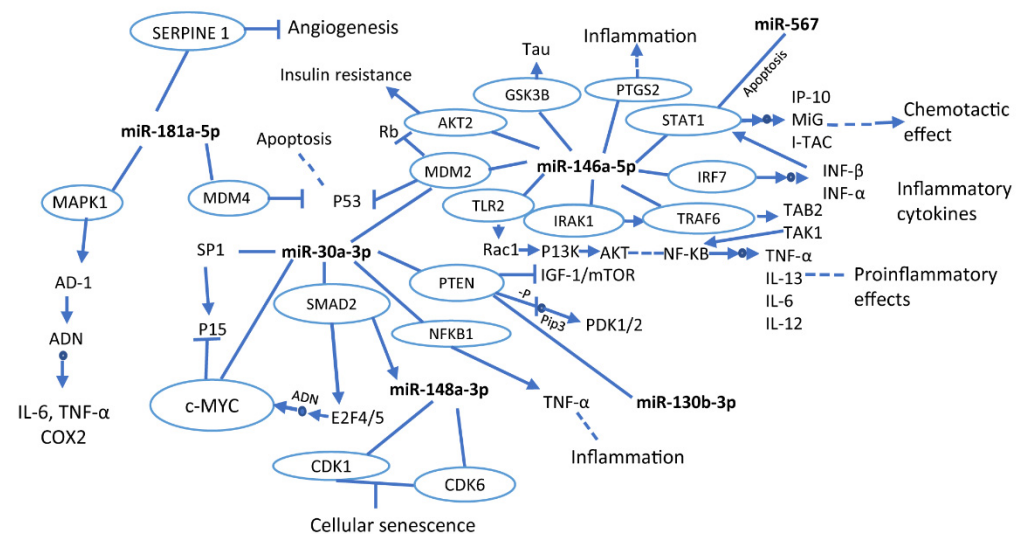 SERPINE 1
Angiogenesis
miR-567
Inflammation
Tau
Apoptosis
Insulin resistance
GSK3B
PTGS2
IP-10
MiG
I-TAC
Chemotactic
effect
STAT1
AKT2
Rb
miR-181a-5p
Apoptosis
miR-146a-5p
MDM2
IRF7
INF-β
INF-α
Inflammatory
cytokines
MAPK1
MDM4
P53
TLR2
IRAK1
TRAF6
TAB2
TAK1
SP1
miR-30a-3p
Rac1
P13K
AKT
NF-KB
TNF-α
IL-13
IL-6
IL-12
Proinflammatory
effects
AD-1
PTEN
IGF-1/mTOR
-P
Pip3
PDK1/2
SMAD2
ADN
P15
NFKB1
miR-148a-3p
TNF-α
miR-130b-3p
c-MYC
ADN
E2F4/5
IL-6, TNF-α
COX2
Inflammation
CDK1
CDK6
Cellular senescence